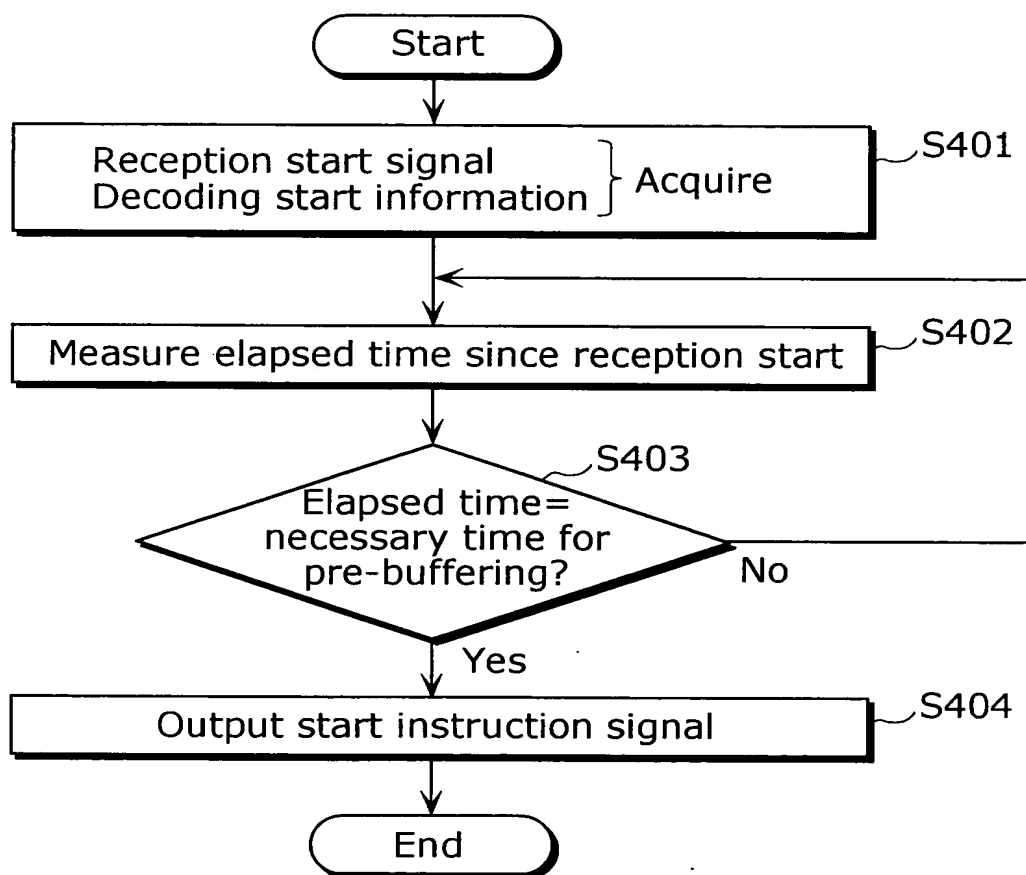 Start
Reception start signal
Decoding start information
Acquire
S401
Measure elapsed time since reception start
S402
Elapsed time=
necessary time for
pre-buffering?
S403
No
Yes
Output start instruction signal
S404
End